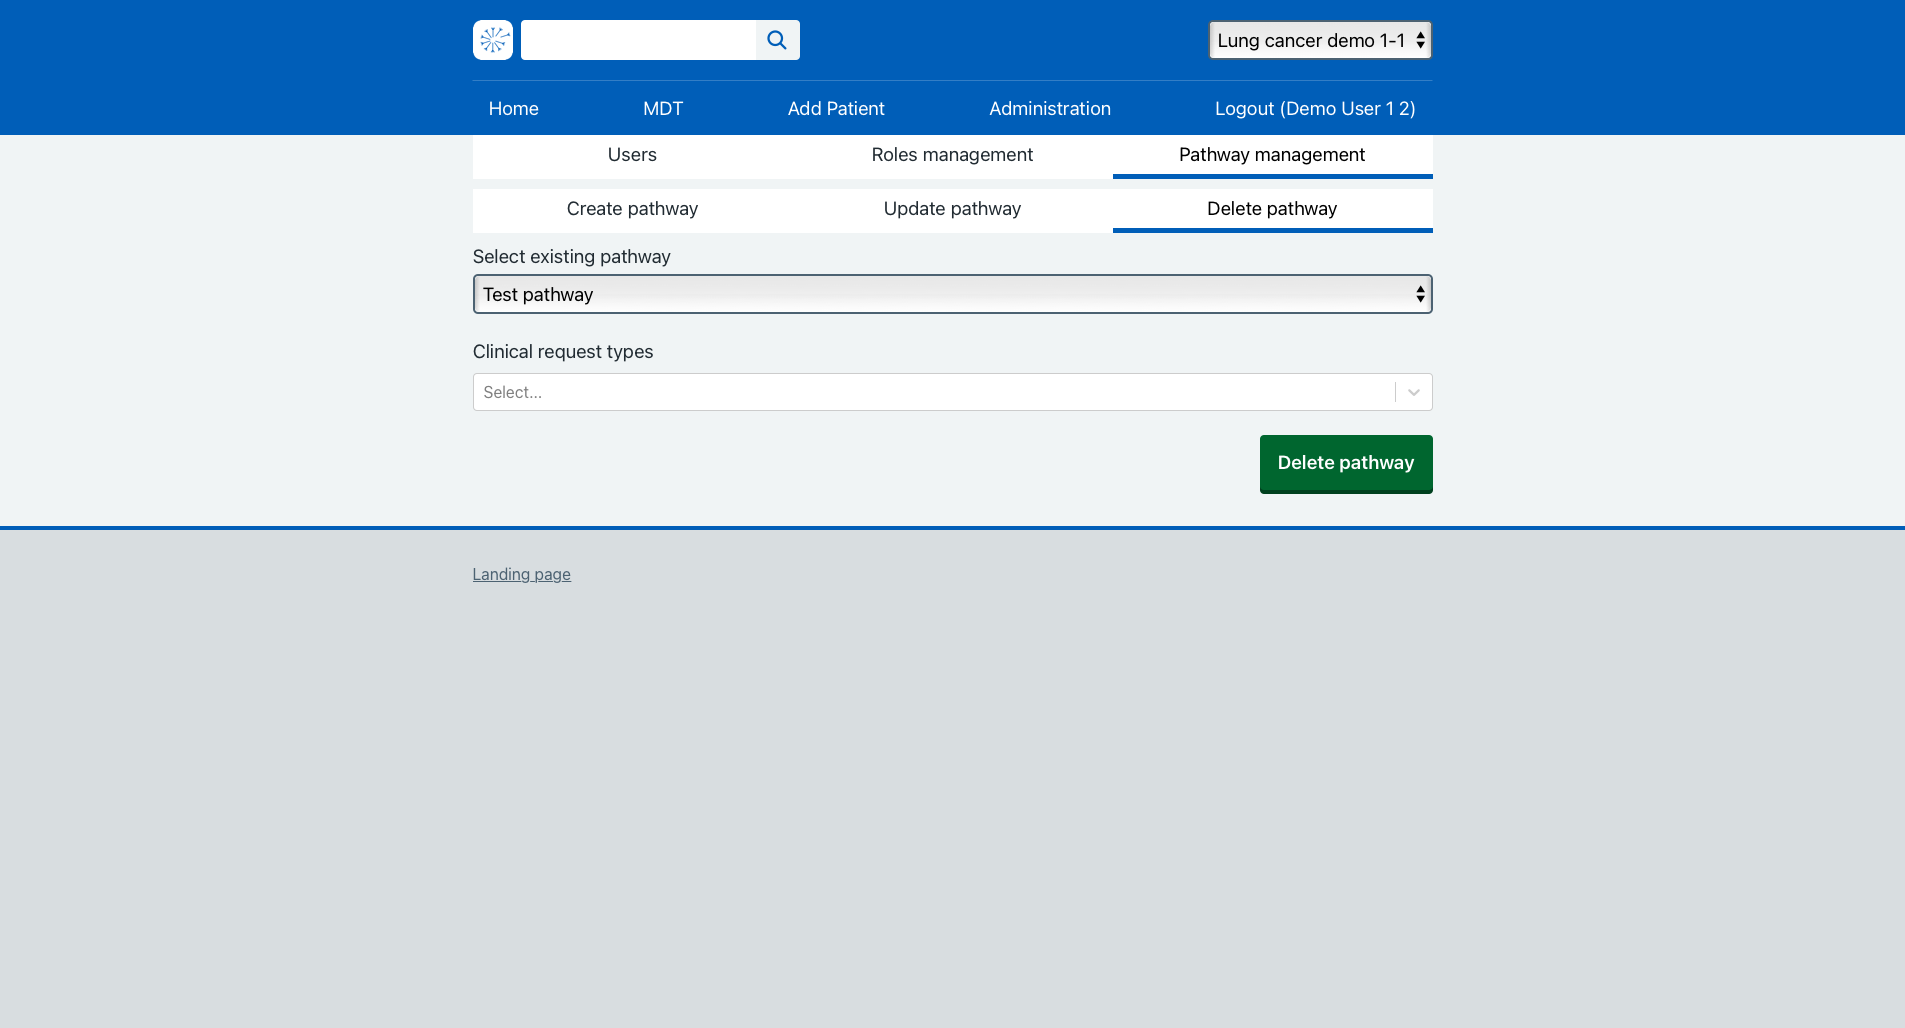 Lung cancer demo 1-1
Home MDT Add Patient Administration Logout (Demo User 1 2)
Users Roles management Pathway management
Create pathway Update pathway Delete pathway
Select existing pathway
Test pathway
Clinical request types
Select...
Delete pathway
Landing page